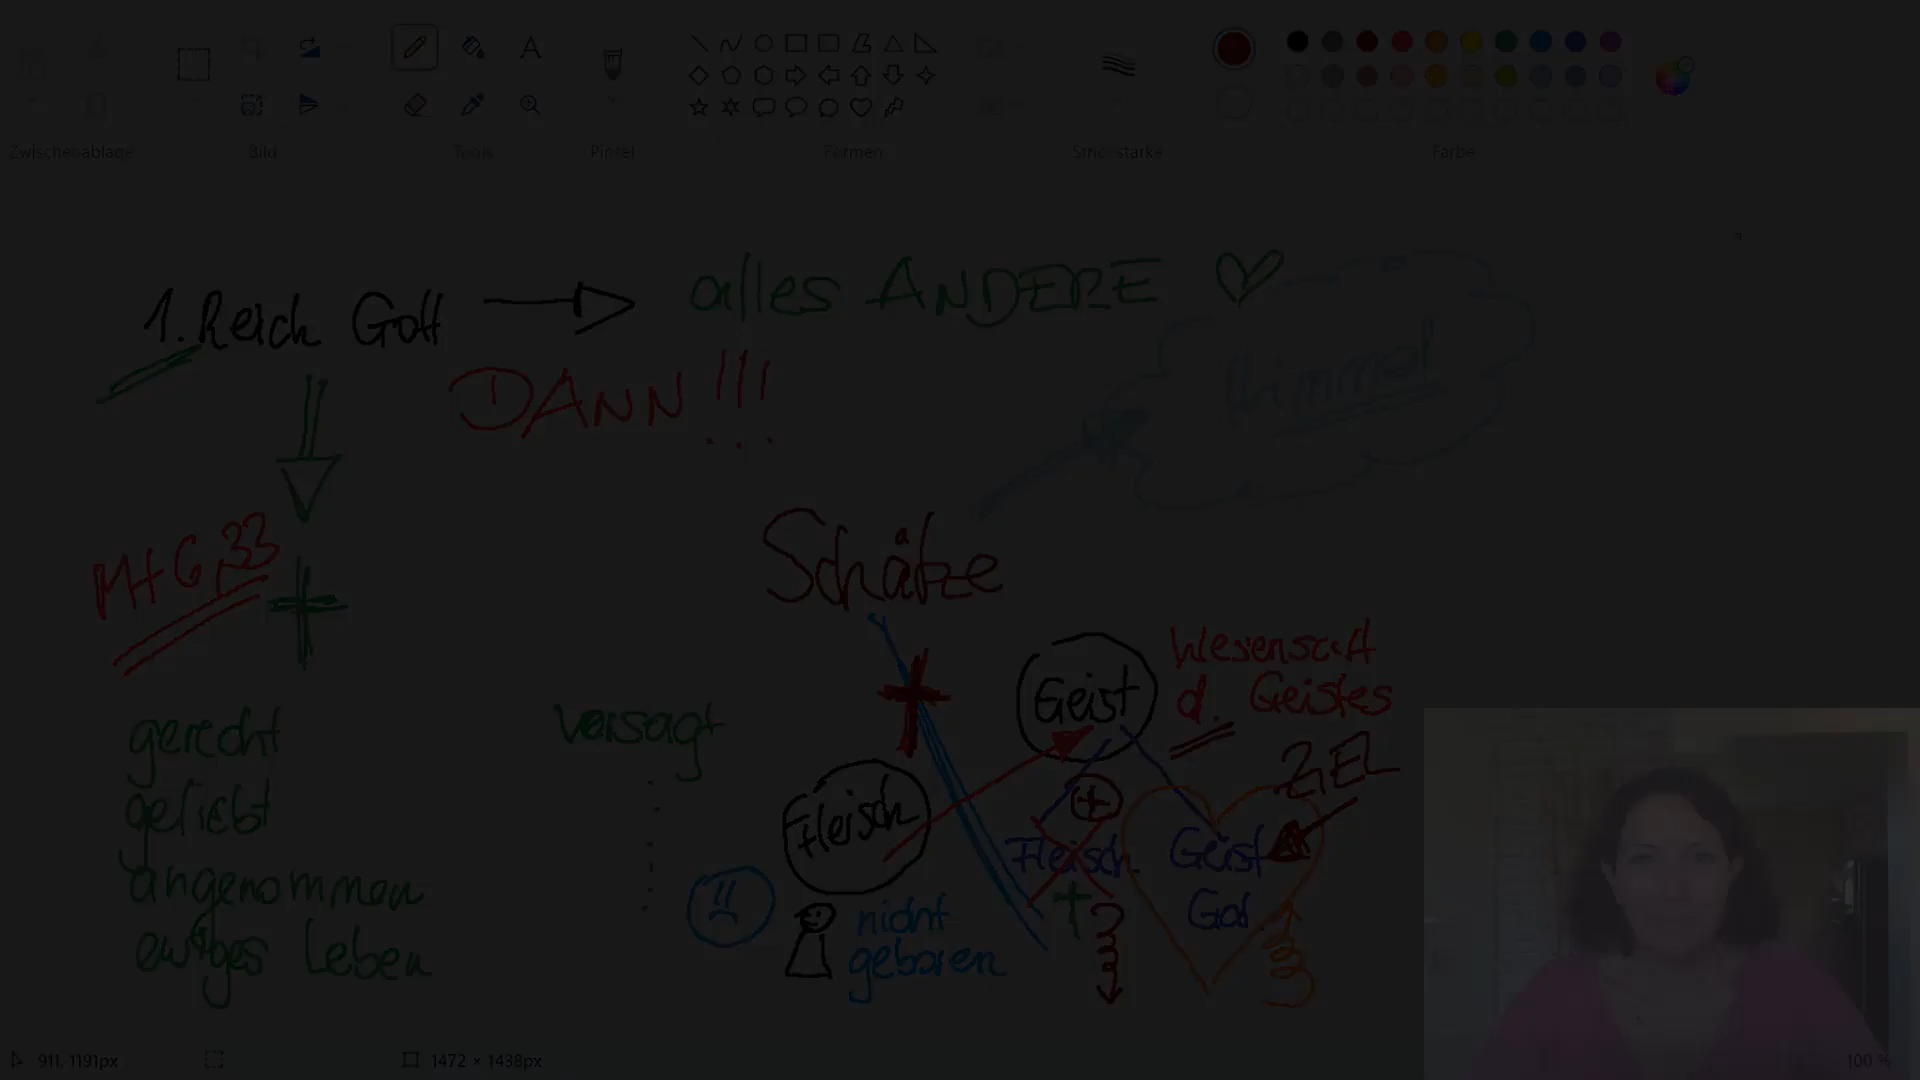 Zwischenablage
Bild
Tools
Pinsel
Formen
Strichstärke
Farbe
1. Reich Gott
alles ANDERE
DANN !!!
Himmel
Mt 6,33
Schätze
gerecht
geliebt
angenommen
ewiges Leben
versagt
Geist
Wesensart
d. Geistes
ZIEL
Fleisch
Fleisch
Geist
nicht
geboren
911, 1191px
1472 × 1438px
100 %